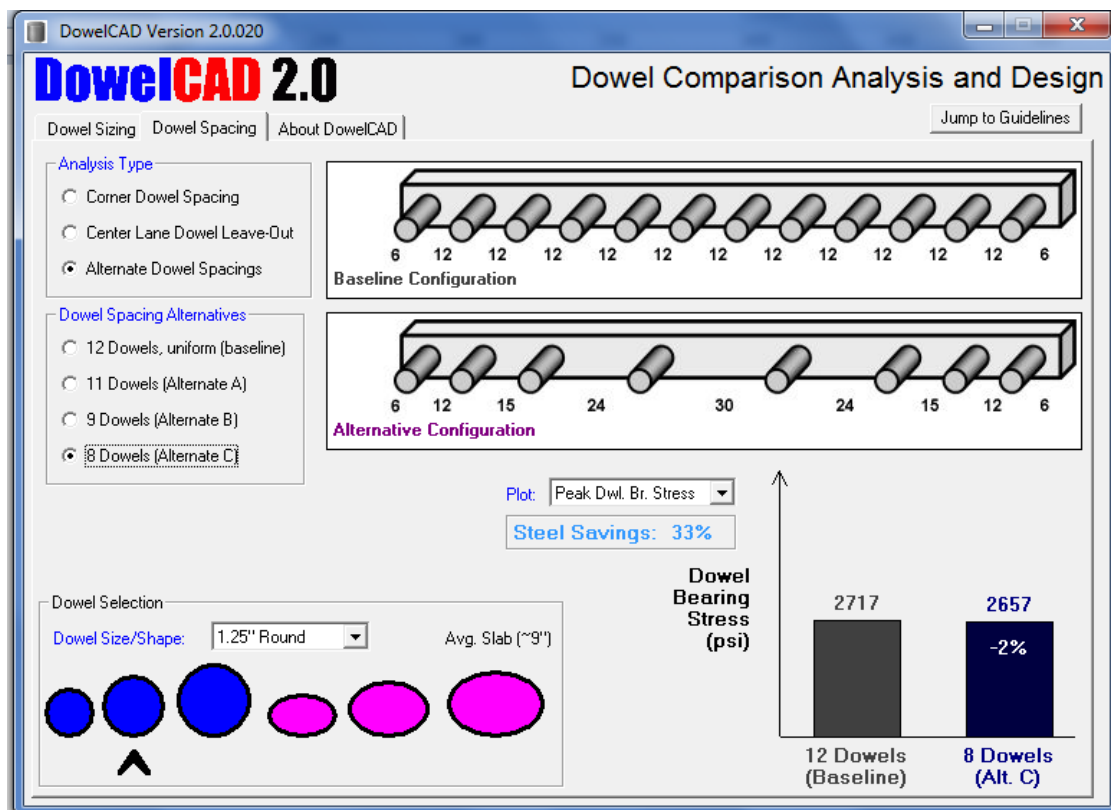 DowelCAD Version 2.0.020
DowelCAD 2.0
Dowel Comparison Analysis and Design
Jump to Guidelines
Dowel Sizing Dowel Spacing About DowelCAD
Analysis Type
Corner Dowel Spacing
Center Lane Dowel Leave-Out
Alternate Dowel Spacings
6 12 12 12 12 12 12 12 12 12 12 6
Baseline Configuration
Dowel Spacing Alternatives
12 Dowels, uniform (baseline)
11 Dowels (Alternate A)
9 Dowels (Alternate B)
8 Dowels (Alternate C)
6 12 15 24 30 24 15 12 6
Alternative Configuration
Plot: Peak Dwl. Br. Stress
Steel Savings: 33%
Dowel
Bearing
Stress
(psi)
2717
2657
-2%
12 Dowels
(Baseline)
8 Dowels
(Alt. C)
Dowel Selection
Dowel Size/Shape: 1.25" Round
Avg. Slab (~9")